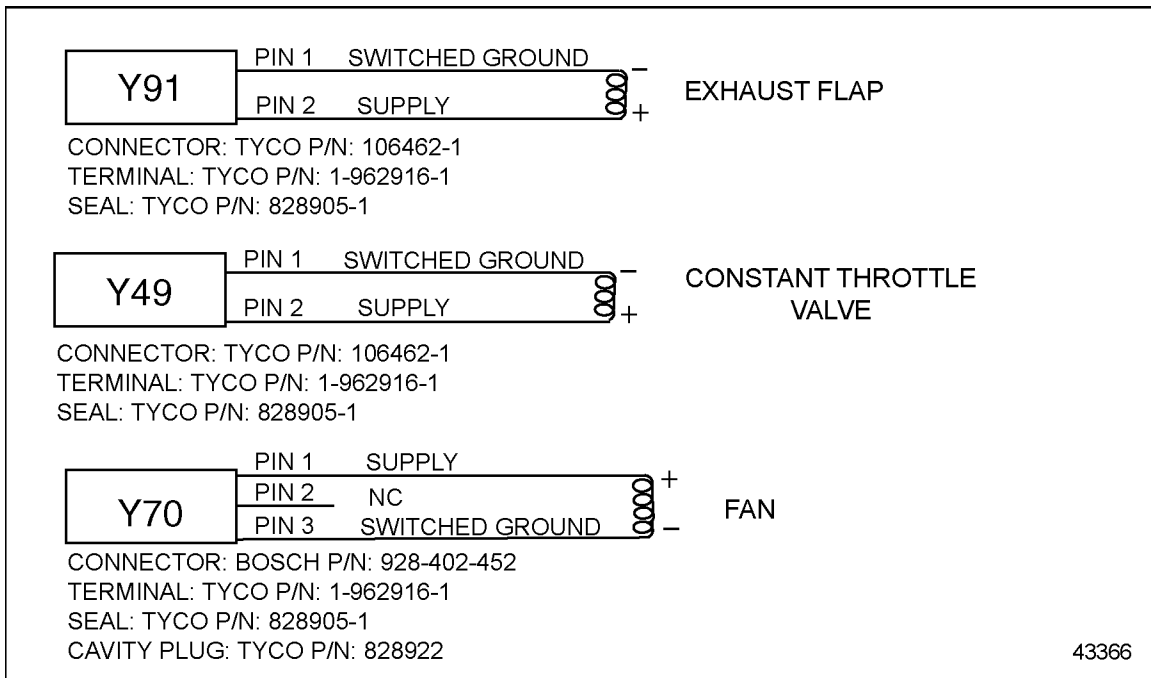 PIN 1 SWITCHED GROUND
–
Y91
EXHAUST FLAP
PIN 2 SUPPLY
+
CONNECTOR: TYCO P/N: 106462-1
TERMINAL: TYCO P/N: 1-962916-1
SEAL: TYCO P/N: 828905-1
PIN 1 SWITCHED GROUND
–
Y49
CONSTANT THROTTLE
VALVE
PIN 2 SUPPLY
+
CONNECTOR: TYCO P/N: 106462-1
TERMINAL: TYCO P/N: 1-962916-1
SEAL: TYCO P/N: 828905-1
PIN 1 SUPPLY
+
PIN 2 NC
Y70
FAN
PIN 3 SWITCHED GROUND
–
CONNECTOR: BOSCH P/N: 928-402-452
TERMINAL: TYCO P/N: 1-962916-1
SEAL: TYCO P/N: 828905-1
CAVITY PLUG: TYCO P/N: 828922
43366